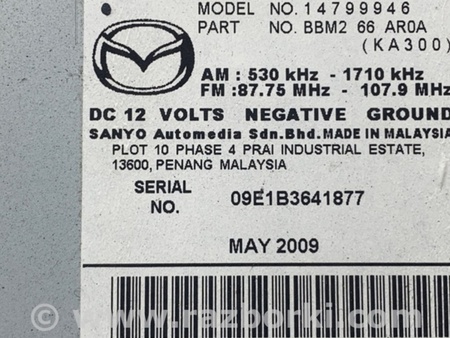 MODEL NO.14799946
PART NO. BBM2 66 AR0A
(KA300)
AM : 530 kHz - 1710 kHz
FM : 87.75 MHz - 107.9 MHz
DC 12 VOLTS NEGATIVE GROUND
SANYO Automedia Sdn.Bhd. MADE IN MALAYSIA
PLOT 10 PHASE 4 PRAI INDUSTRIAL ESTATE,
13600, PENANG MALAYSIA
SERIAL NO. 09E1B3641877
MAY 2009
www.razborki.com